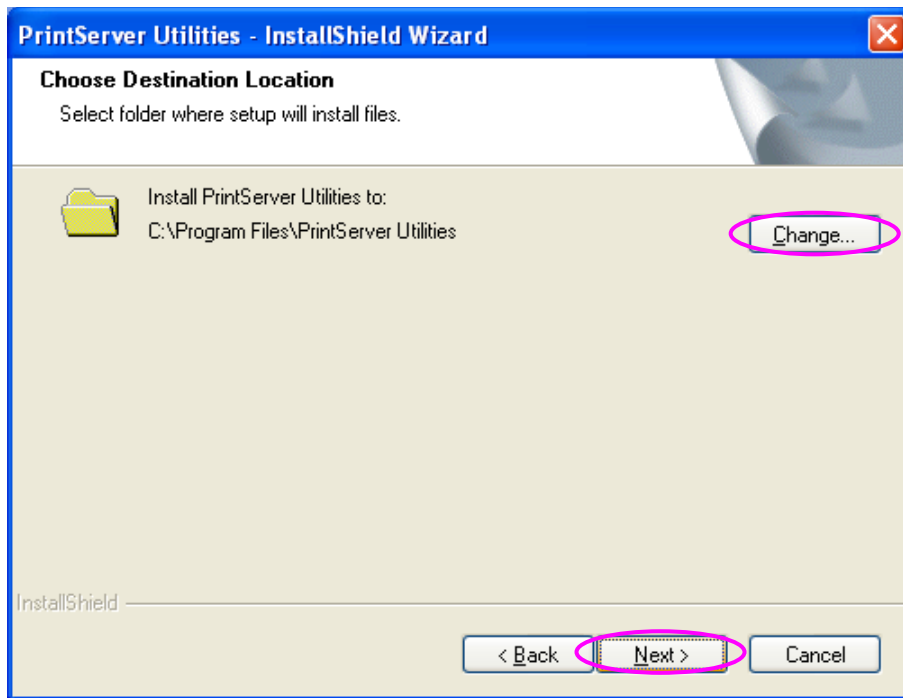 PrintServer Utilities - InstallShield Wizard
Choose Destination Location
Select folder where setup will install files.
Install PrintServer Utilities to:
C:\Program Files\PrintServer Utilities
Change...
InstallShield
< Back
Next >
Cancel